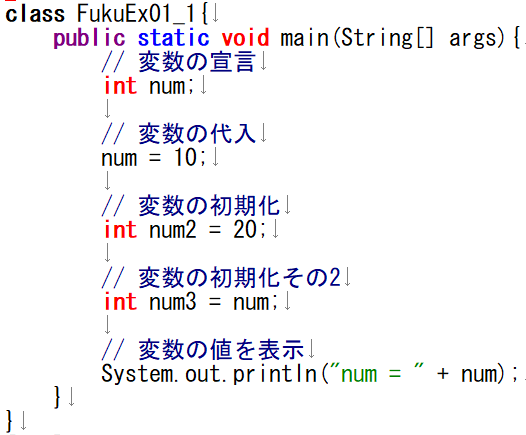 class FukuEx01_1{↓
public static void main(String[] args){↓
// 変数の宣言↓
int num;↓
↓
// 変数の代入↓
num = 10;↓
↓
// 変数の初期化↓
int num2 = 20;↓
↓
// 変数の初期化その2↓
int num3 = num;↓
↓
// 変数の値を表示↓
System.out.println("num = " + num);↓
}↓
}↓